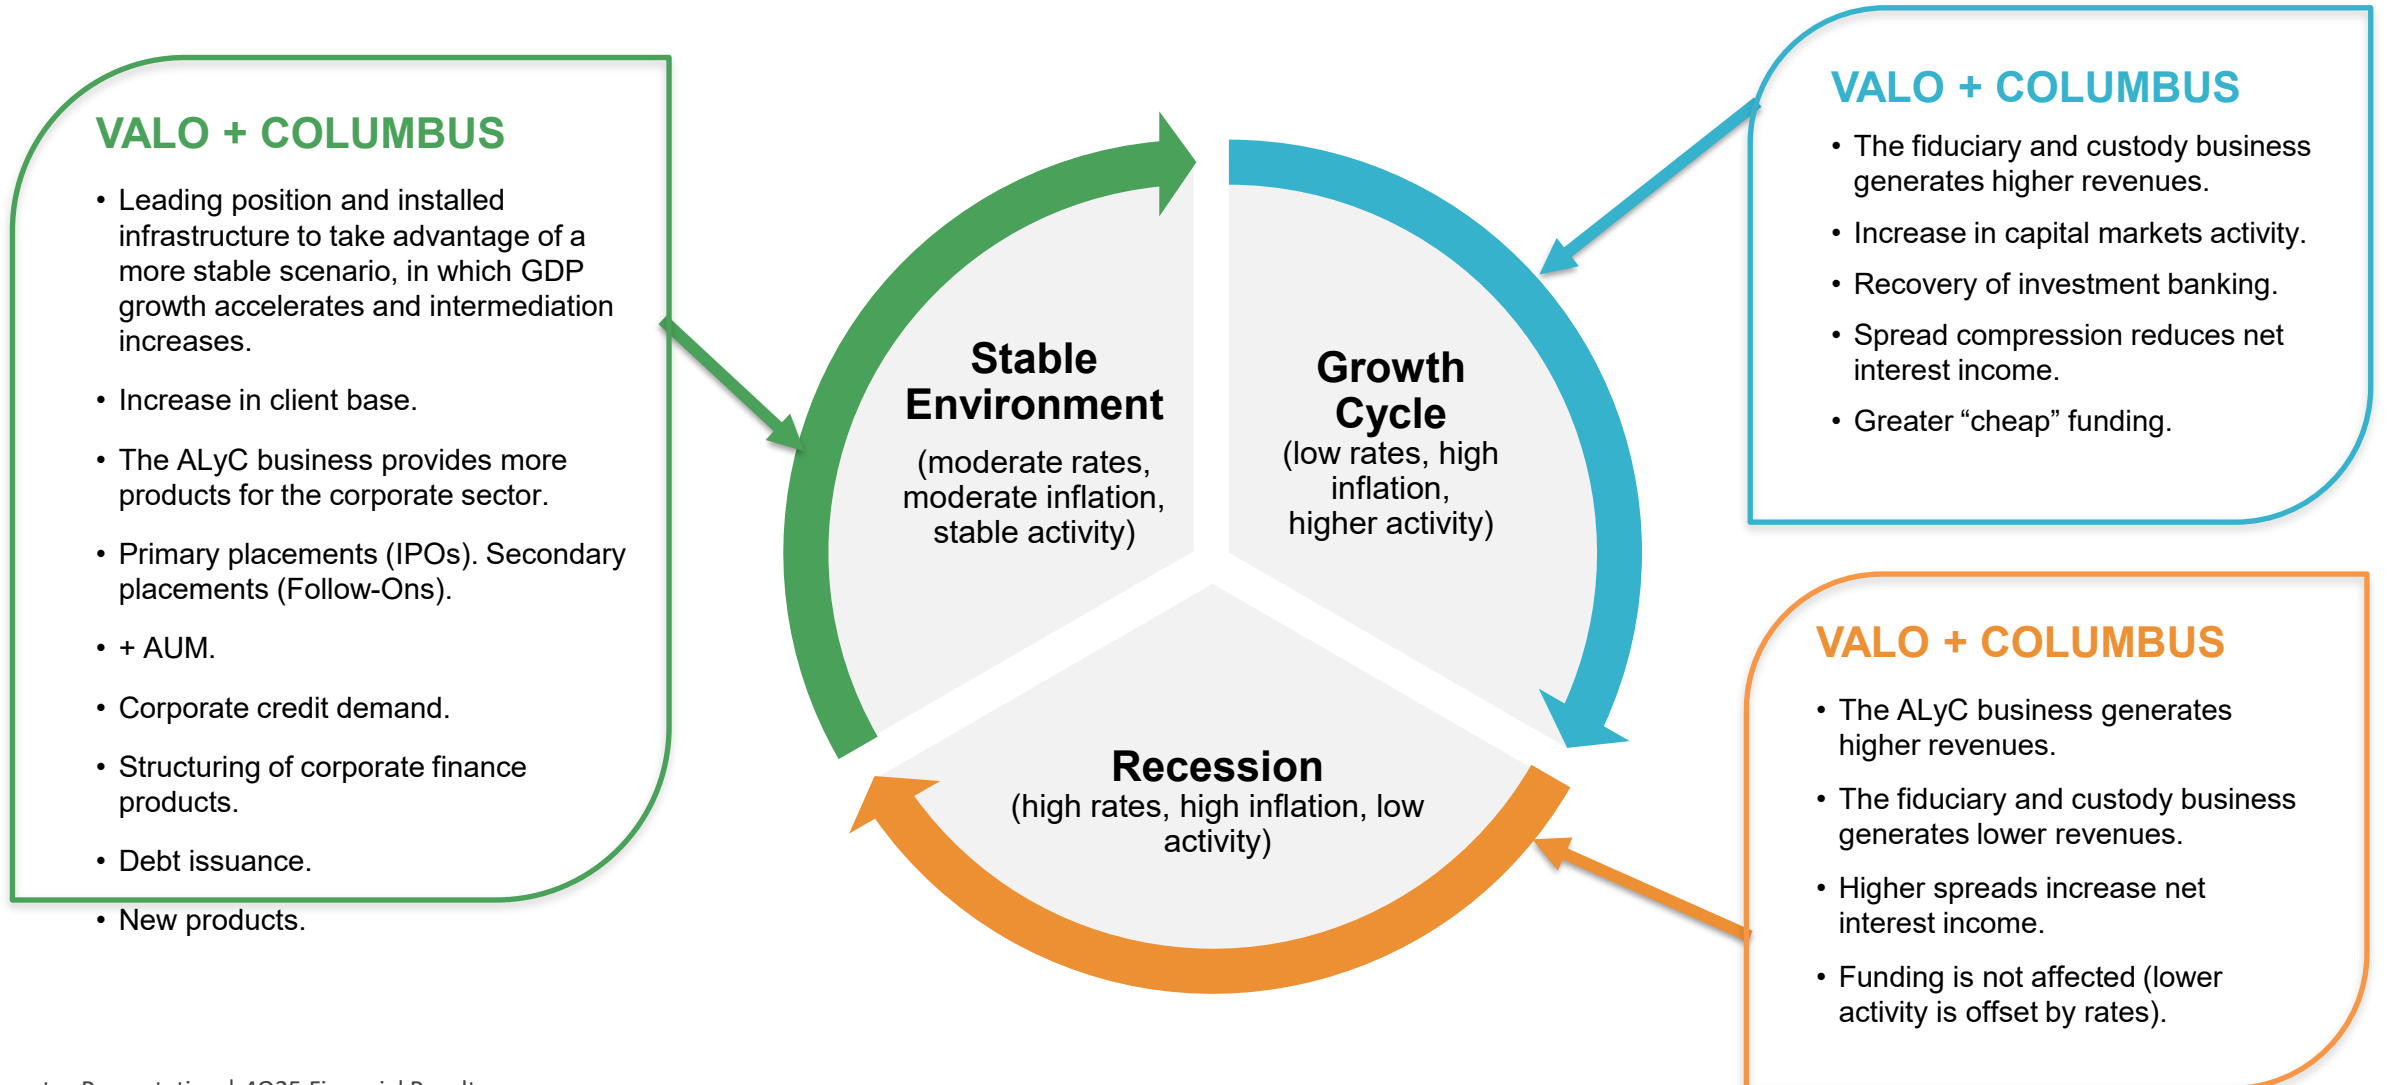 VALO + COLUMBUS
• Leading position and installed
infrastructure to take advantage of a
more stable scenario, in which GDP
growth accelerates and intermediation
increases.
• Increase in client base.
• The ALyC business provides more
products for the corporate sector.
• Primary placements (IPOs). Secondary
placements (Follow-Ons).
• + AUM.
• Corporate credit demand.
• Structuring of corporate finance
products.
• Debt issuance.
• New products.
Stable
Environment
(moderate rates,
moderate inflation,
stable activity)
Growth
Cycle
(low rates, high
inflation,
higher activity)
Recession
(high rates, high inflation, low
activity)
VALO + COLUMBUS
• The fiduciary and custody business
generates higher revenues.
• Increase in capital markets activity.
• Recovery of investment banking.
• Spread compression reduces net
interest income.
• Greater “cheap” funding.
VALO + COLUMBUS
• The ALyC business generates
higher revenues.
• The fiduciary and custody business
generates lower revenues.
• Higher spreads increase net
interest income.
• Funding is not affected (lower
activity is offset by rates).